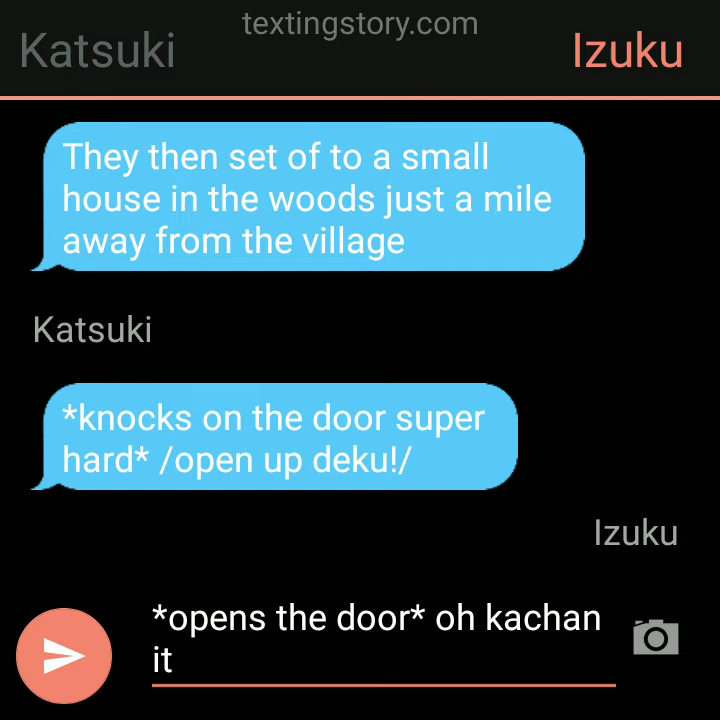 textingstory.com
Katsuki
Izuku
They then set of to a small
house in the woods just a mile
away from the village
Katsuki
*knocks on the door super
hard* /open up deku!/
Izuku
*opens the door* oh kachan
it